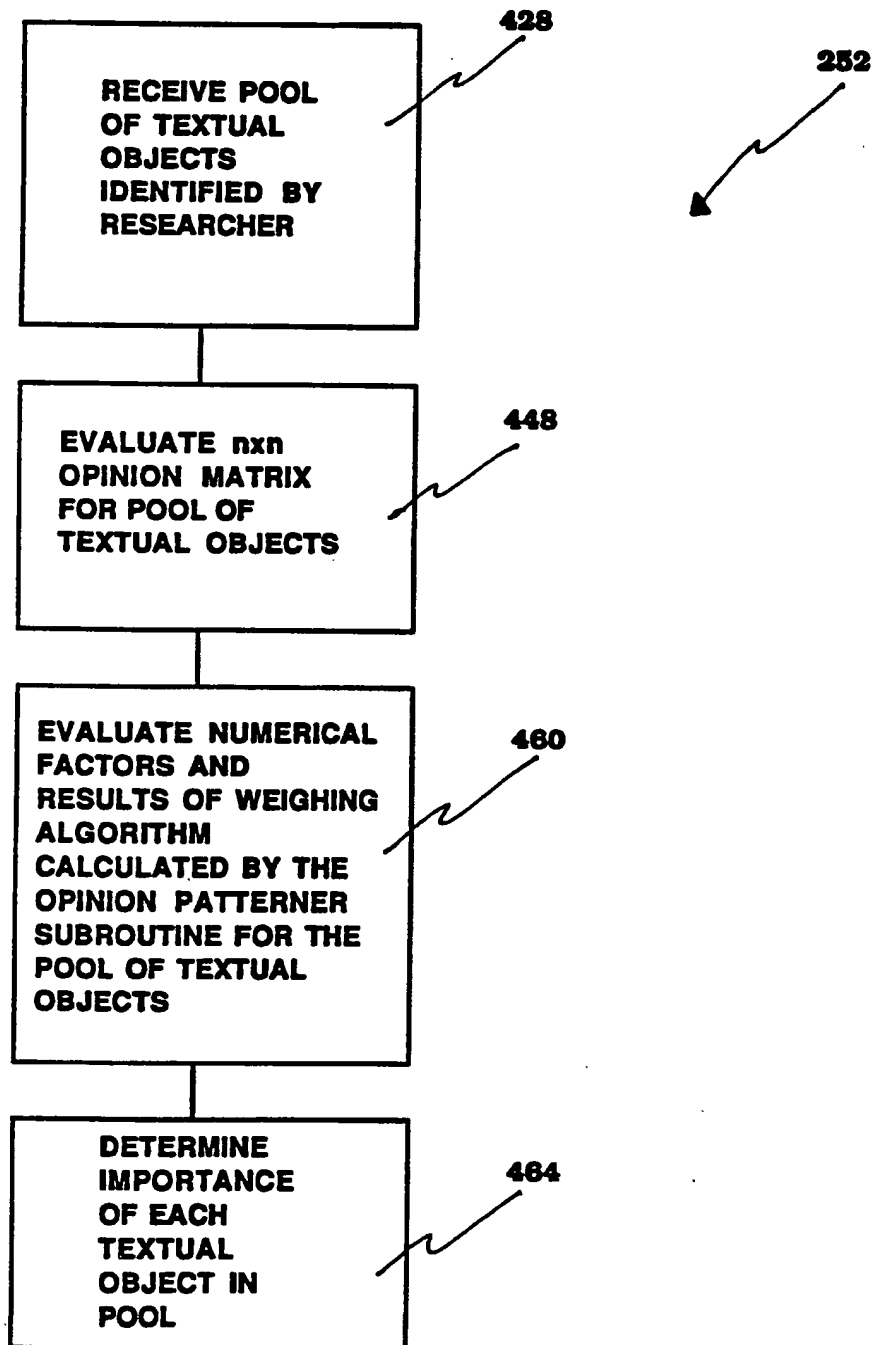 428
252
RECEIVE POOL
OF TEXTUAL
OBJECTS
IDENTIFIED BY
RESEARCHER
448
EVALUATE nxn
OPINION MATRIX
FOR POOL OF
TEXTUAL OBJECTS
460
EVALUATE NUMERICAL
FACTORS AND
RESULTS OF WEIGHING
ALGORITHM
CALCULATED BY THE
OPINION PATTERNER
SUBROUTINE FOR THE
POOL OF TEXTUAL
OBJECTS
464
DETERMINE
IMPORTANCE
OF EACH
TEXTUAL
OBJECT IN
POOL